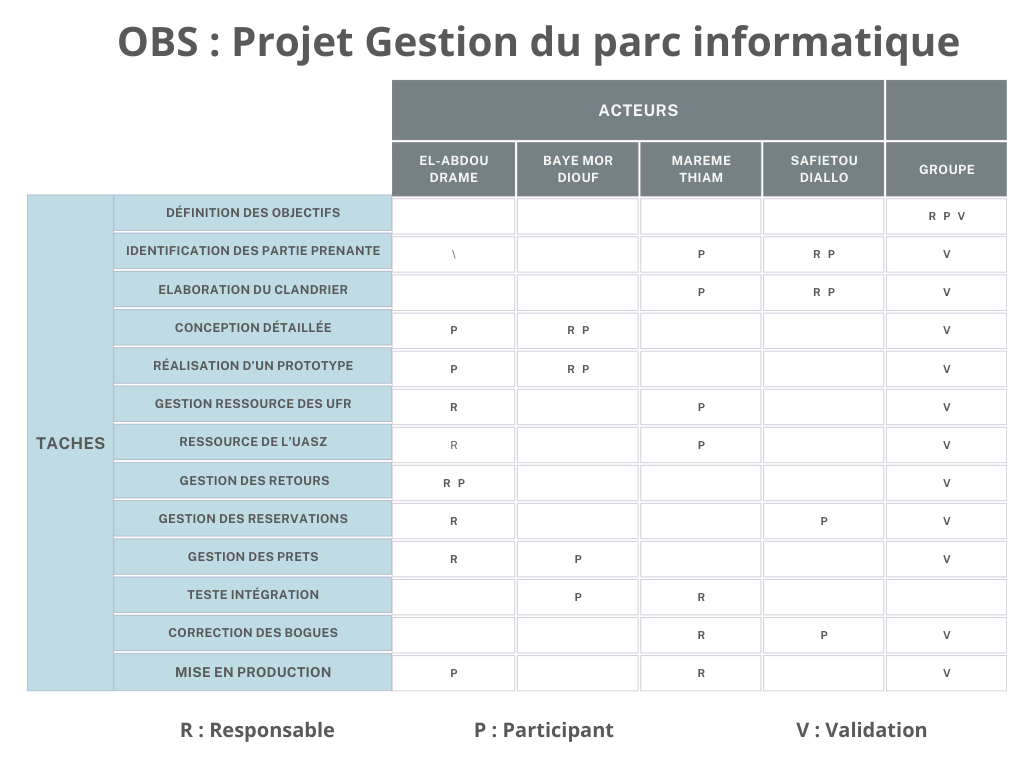 OBS : Projet Gestion du parc informatique
ACTEURS
EL-ABDOU DRAME BAYE MOR DIOUF MAREME THIAM SAFIETOU DIALLO GROUPE
TACHES
DÉFINITION DES OBJECTIFS R P V
IDENTIFICATION DES PARTIE PRENANTE \ P R P V
ELABORATION DU CLANDRIER P R P V
CONCEPTION DÉTAILLÉE P R P V
RÉALISATION D'UN PROTOTYPE P R P V
GESTION RESSOURCE DES UFR R P V
RESSOURCE DE L'UASZ R P V
GESTION DES RETOURS R P V
GESTION DES RESERVATIONS R P V
GESTION DES PRETS R P V
TESTE INTÉGRATION P R
CORRECTION DES BOGUES R P V
MISE EN PRODUCTION P R V
R : Responsable P : Participant V : Validation